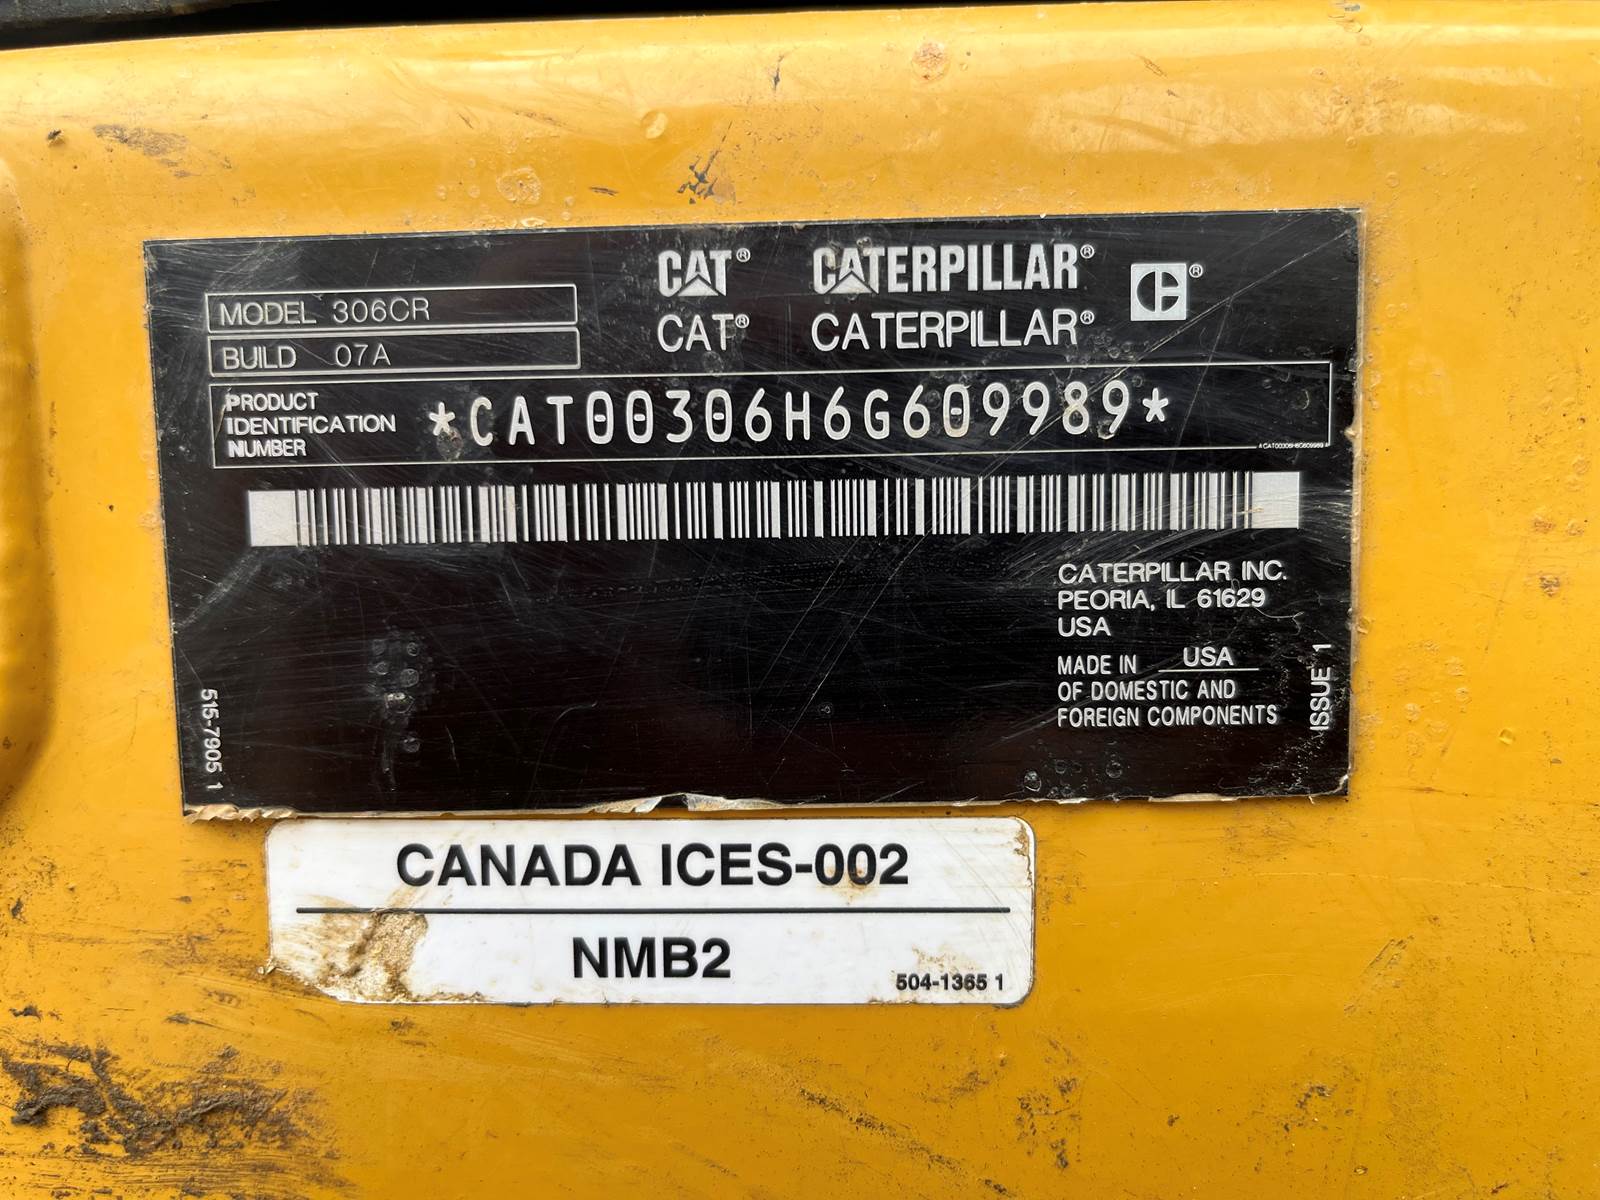 MODEL 306CR
BUILD 07A
CAT® CATERPILLAR® C®
CAT® CATERPILLAR®
PRODUCT
IDENTIFICATION
NUMBER
*CAT00306H6G609989*
*CAT00306H6G609989*
CATERPILLAR INC.
PEORIA, IL 61629
USA
MADE IN USA
OF DOMESTIC AND
FOREIGN COMPONENTS
ISSUE 1
515-7905 1
CANADA ICES-002
NMB2
504-1365 1